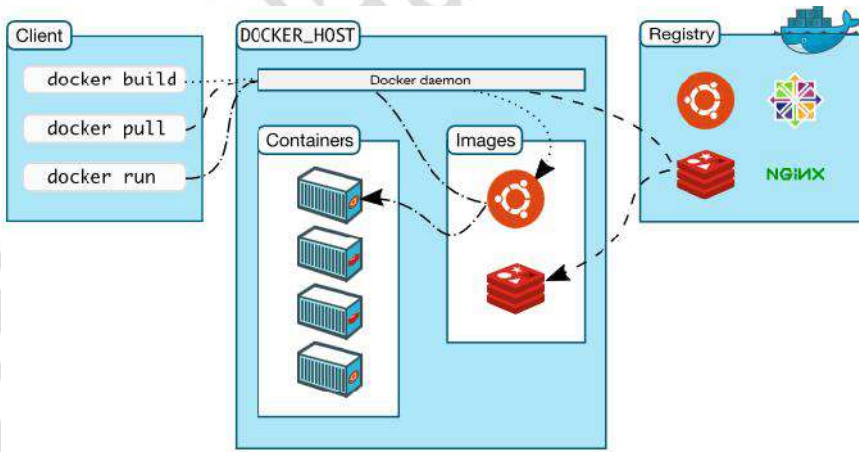 Client
docker build
docker pull
docker run
DOCKER_HOST
Docker daemon
Containers
Images
Registry
NGiNX